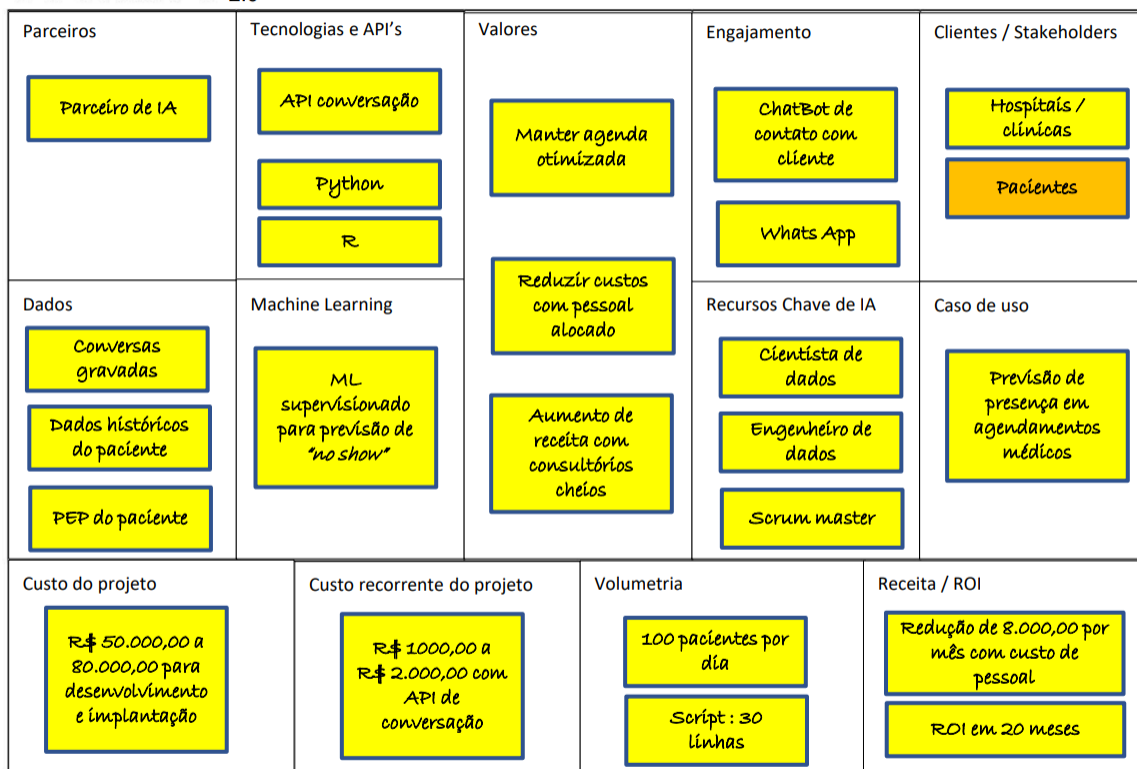 Parceiros
Parceiro de IA
Tecnologias e API's
API conversação
Python
R
Valores
Manter agenda
otimizada
Reduzir custos
com pessoal
alocado
Aumento de
receita com
consultórios
cheios
Engajamento
ChatBot de
contato com
cliente
Whats App
Clientes / Stakeholders
Hospitais /
clínicas
Pacientes
Dados
Conversas
gravadas
Dados históricos
do paciente
PEP do paciente
Machine Learning
ML
supervisionado
para previsão de
"no show"
Recursos Chave de IA
Cientista de
dados
Engenheiro de
dados
Scrum master
Caso de uso
Previsão de
presença em
agendamentos
médicos
Custo do projeto
R$ 50.000,00 a
80.000,00 para
desenvolvimento
e implantação
Custo recorrente do projeto
R$ 1000,00 a
R$ 2.000,00 com
API de
conversação
Volumetria
100 pacientes por
dia
Script : 30
linhas
Receita / ROI
Redução de 8.000,00 por
mês com custo de
pessoal
ROI em 20 meses